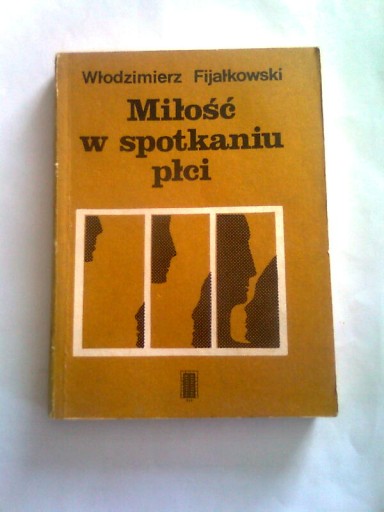 Włodzimierz Fijałkowski
Miłość
w spotkaniu
płci